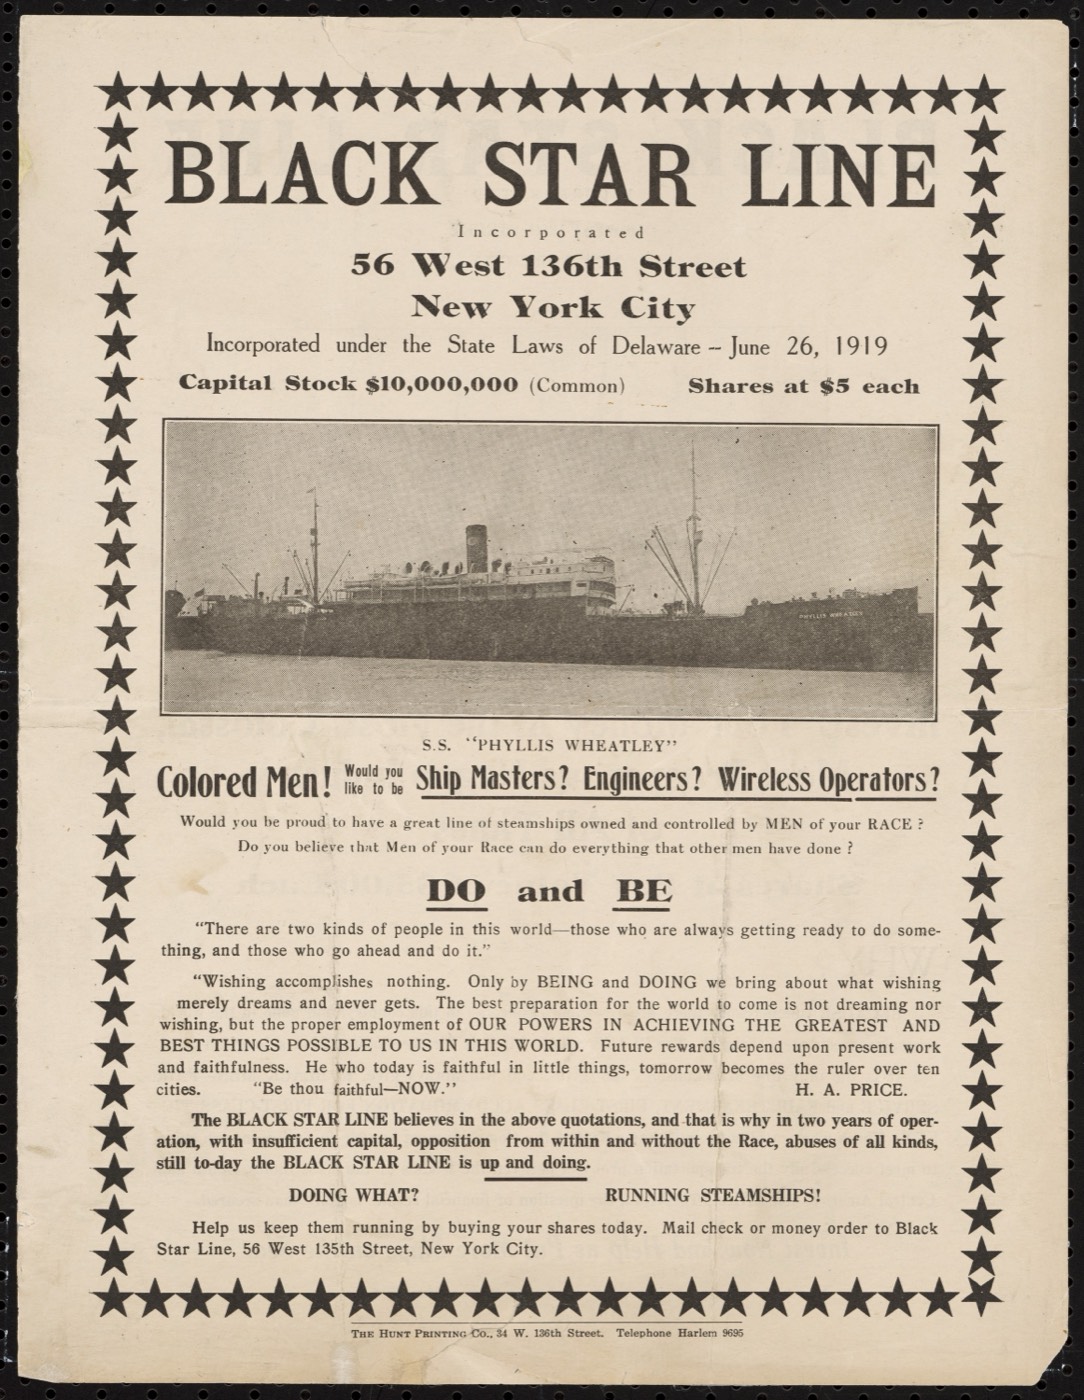 BLACK STAR LINE
Incorporated
56 West 136th Street
New York City
Incorporated under the State Laws of Delaware -- June 26, 1919
Capital Stock $10,000,000 (Common) Shares at $5 each
PHYLLIS WHEATLEY
S.S. "PHYLLIS WHEATLEY"
Colored Men! Would you like to be Ship Masters? Engineers? Wireless Operators?
Would you be proud to have a great line of steamships owned and controlled by MEN of your RACE ?
Do you believe that Men of your Race can do everything that other men have done ?
DO and BE
"There are two kinds of people in this world—those who are always getting ready to do some-
thing, and those who go ahead and do it."
"Wishing accomplishes nothing. Only by BEING and DOING we bring about what wishing
merely dreams and never gets. The best preparation for the world to come is not dreaming nor
wishing, but the proper employment of OUR POWERS IN ACHIEVING THE GREATEST AND
BEST THINGS POSSIBLE TO US IN THIS WORLD. Future rewards depend upon present work
and faithfulness. He who today is faithful in little things, tomorrow becomes the ruler over ten
cities. "Be thou faithful—NOW." H. A. PRICE.
The BLACK STAR LINE believes in the above quotations, and that is why in two years of oper-
ation, with insufficient capital, opposition from within and without the Race, abuses of all kinds,
still to-day the BLACK STAR LINE is up and doing.
DOING WHAT? RUNNING STEAMSHIPS!
Help us keep them running by buying your shares today. Mail check or money order to Black
Star Line, 56 West 135th Street, New York City.
THE HUNT PRINTING CO., 34 W. 136th Street. Telephone Harlem 9695